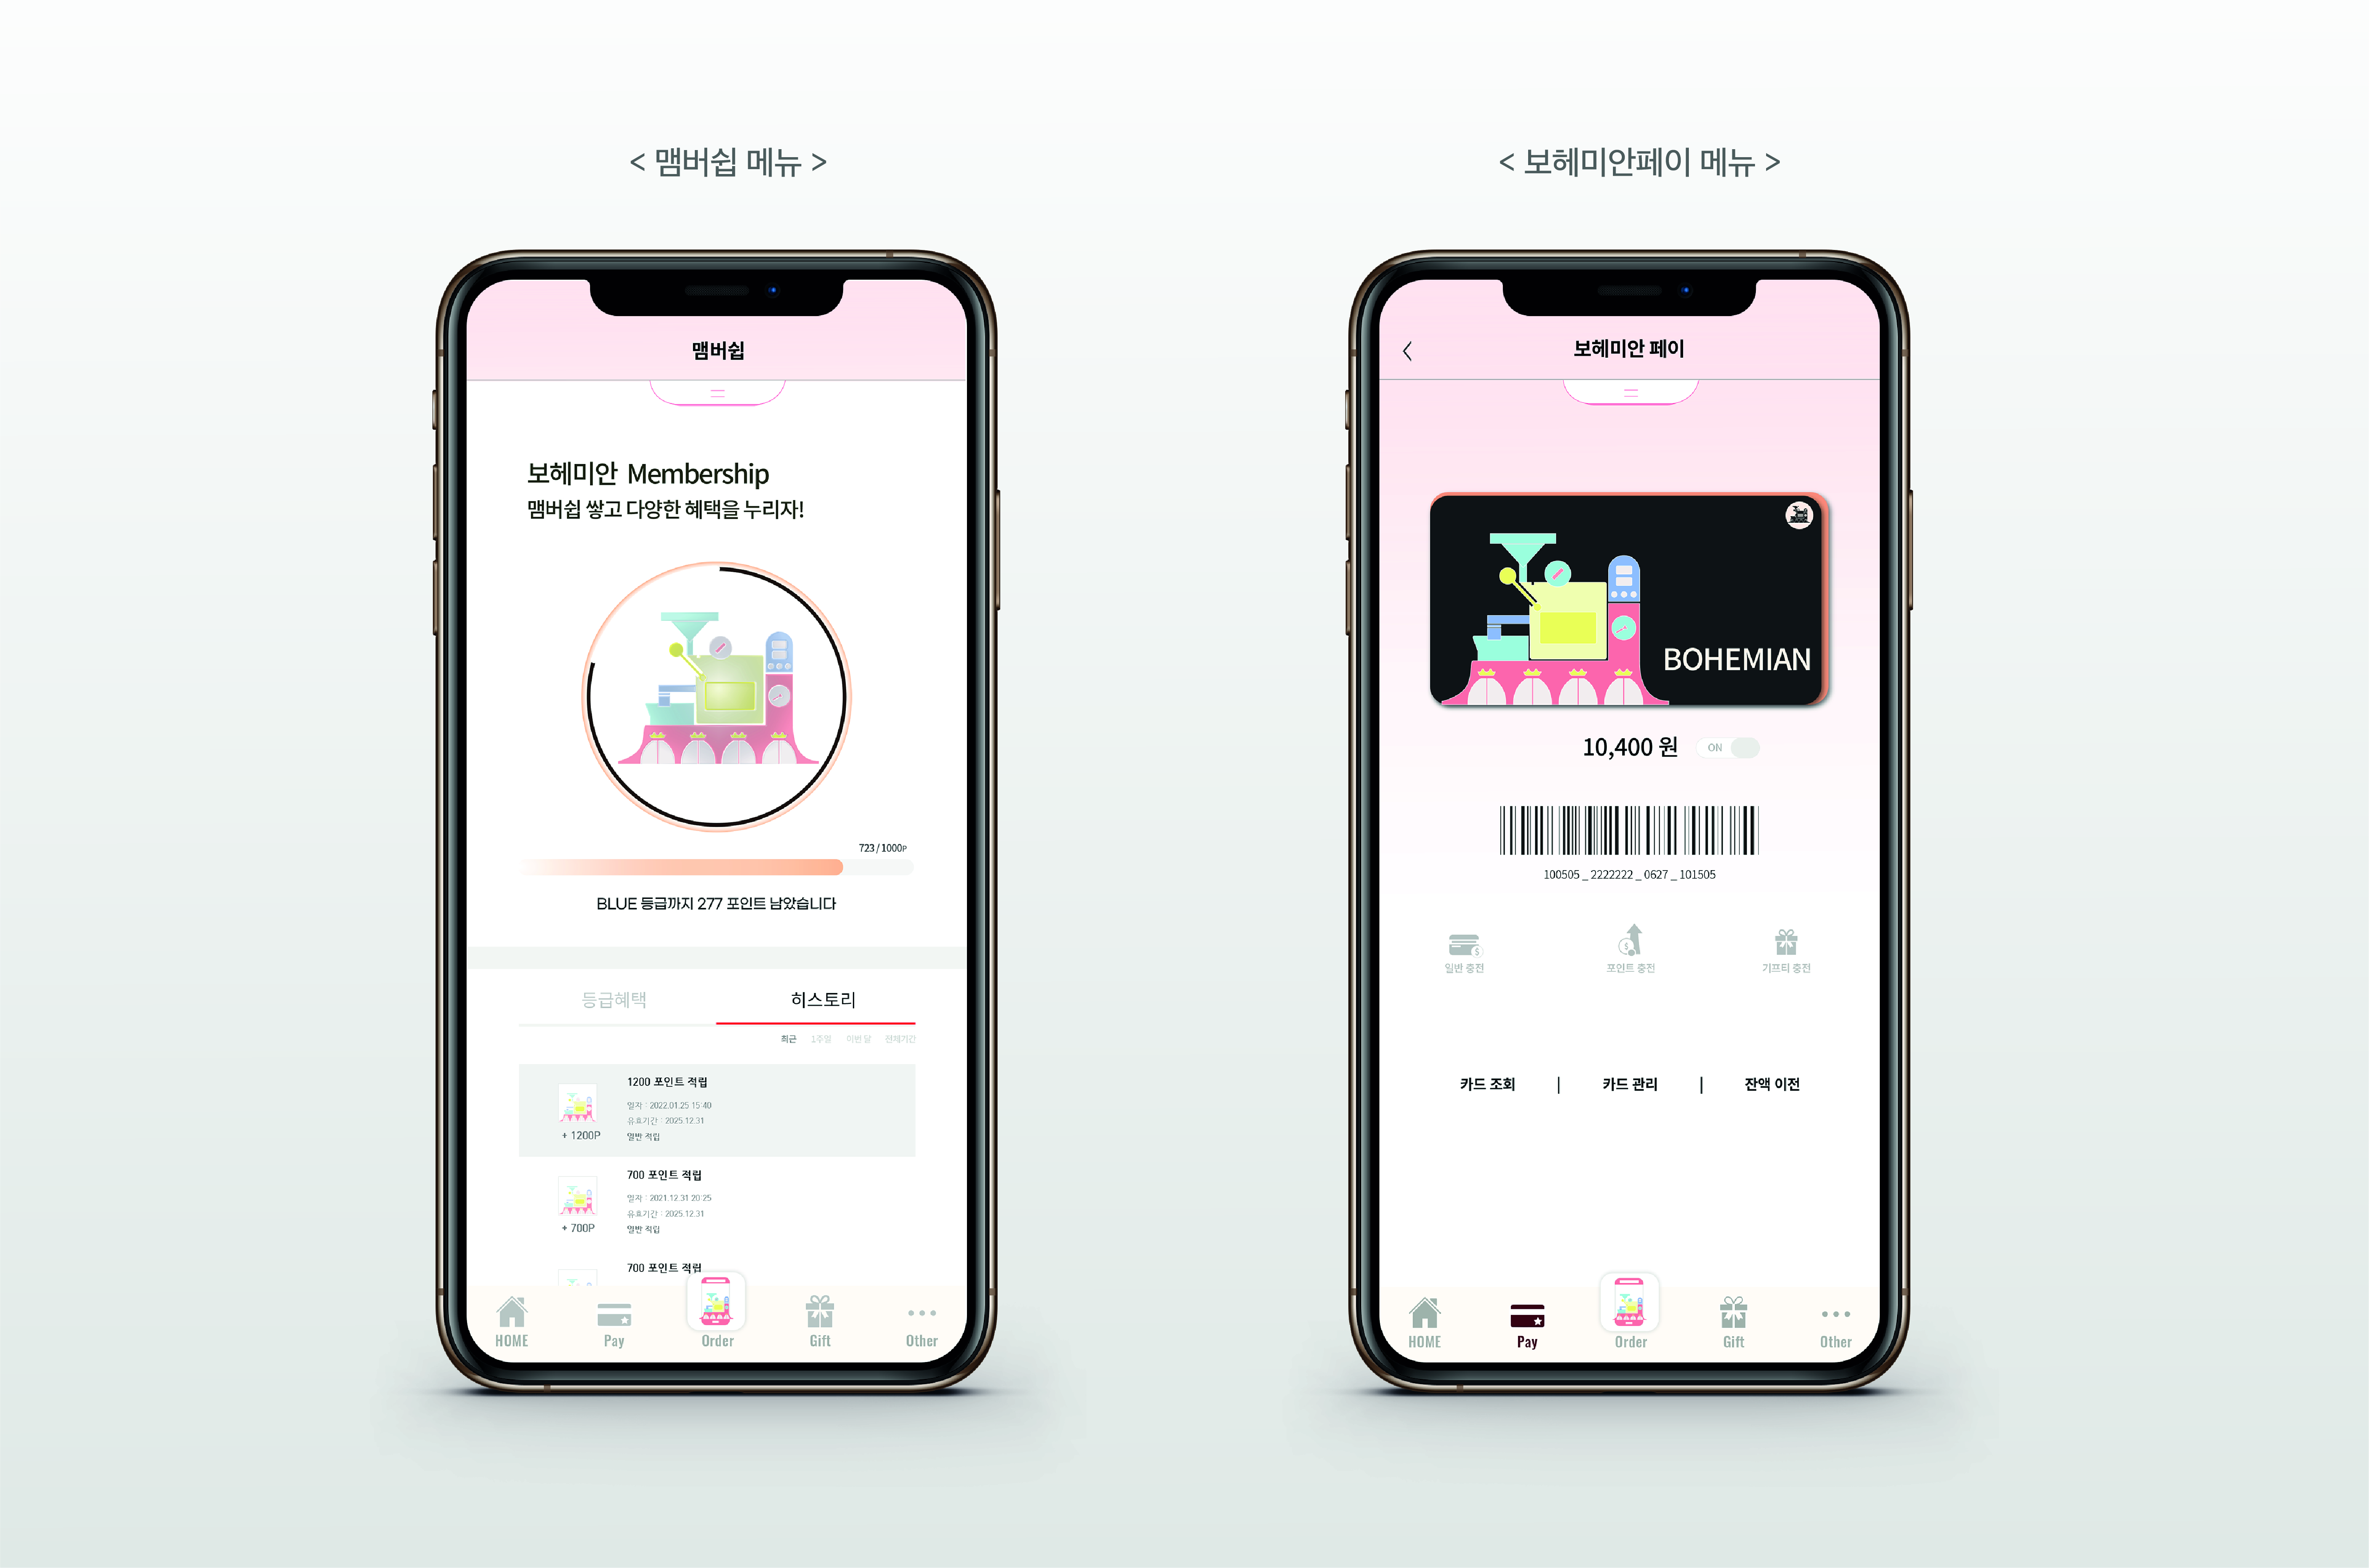 < 맴버쉽 메뉴 >
맴버쉽
보헤미안 Membership
맴버쉽 쌓고 다양한 혜택을 누리자!
723 / 1000P
BLUE 등급까지 277 포인트 남았습니다
등급혜택
히스토리
최근 1주일 이번 달 전체기간
1200 포인트 적립
일자 : 2022.01.25 15:40
유효기간 : 2025.12.31
+ 1200P
일반 적립
700 포인트 적립
일자 : 2021.12.31 20:25
유효기간 : 2025.12.31
+ 700P
일반 적립
700 포인트 적립
HOME Pay Order Gift Other
< 보헤미안페이 메뉴 >
보헤미안 페이
BOHEMIAN
10,400 원 ON
100505 _ 2222222 _ 0627 _ 101505
일반 충전 포인트 충전 기프티 충전
카드 조회 | 카드 관리 | 잔액 이전
HOME Pay Order Gift Other